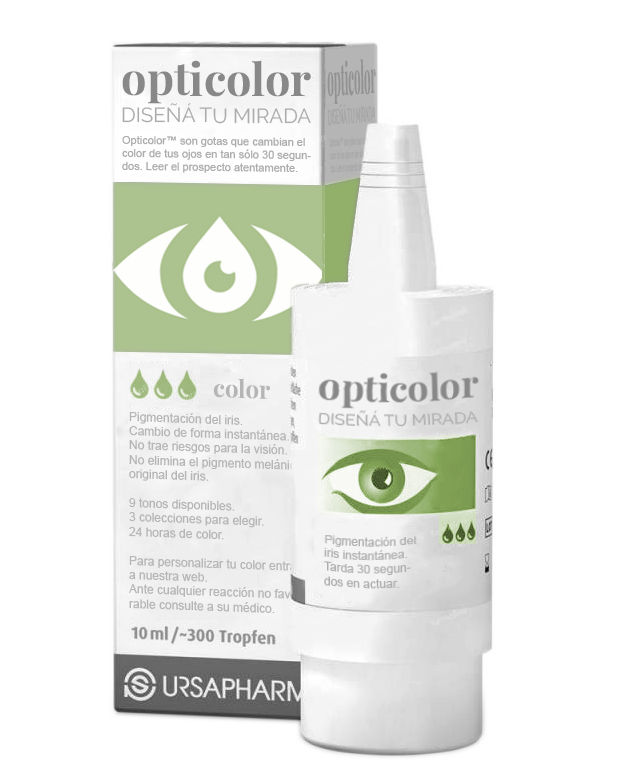 opticolor
DISEÑÁ TU MIRADA
Opticolor™ son gotas que cambian el
color de tus ojos en tan sólo 30 segun-
dos. Leer el prospecto atentamente.
color
Pigmentación del iris.
Cambio de forma instantánea.
No trae riesgos para la visión.
No elimina el pigmento meláni
original del iris.
9 tonos disponibles.
3 colecciones para elegir.
24 horas de color.
Para personalizar tu color entr
a nuestra web.
Ante cualquier reacción no fav
rable consulte a su médico.
10 ml /~300 Tropfen
URSAPHARM
opticolor
DISEÑÁ TU MIRADA
opticolor
DISEÑÁ TU MIRADA
Pigmentación del
iris instantánea.
Tarda 30 segun-
dos en actuar.
CE